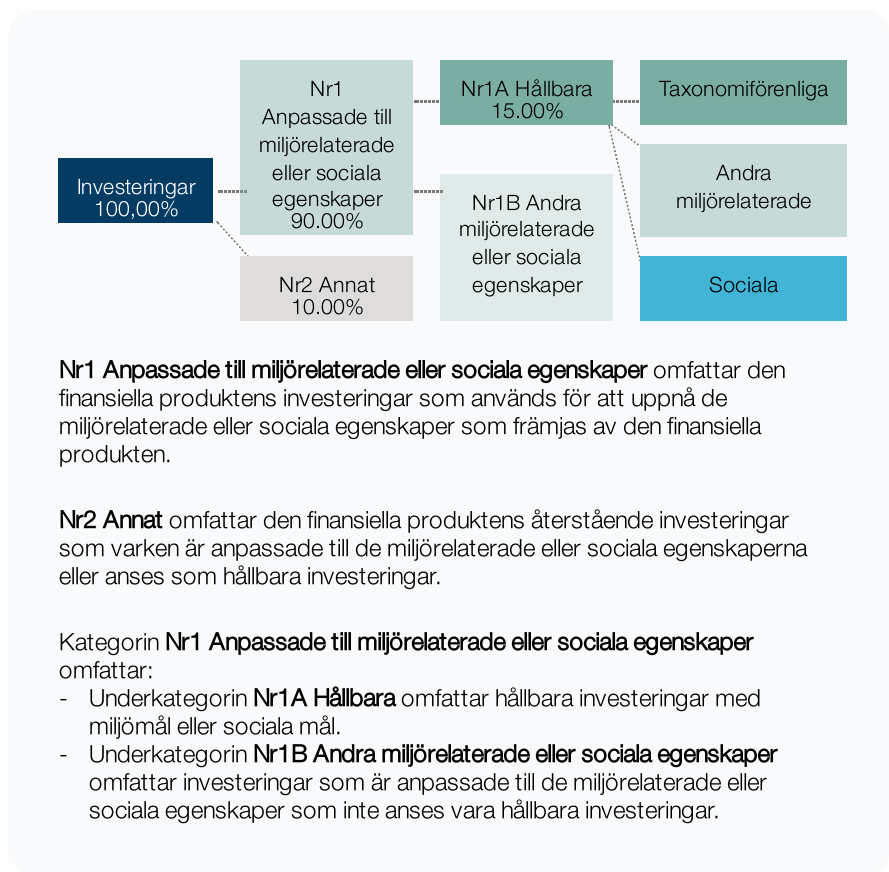 Investeringar
100,00%
Nr1
Anpassade till
miljörelaterade
eller sociala
egenskaper
90.00%
Nr2 Annat
10.00%
Nr1A Hållbara
15.00%
Nr1B Andra
miljörelaterade
eller sociala
egenskaper
Taxonomiförenliga
Andra
miljörelaterade
Sociala
Nr1 Anpassade till miljörelaterade eller sociala egenskaper omfattar den
finansiella produktens investeringar som används för att uppnå de
miljörelaterade eller sociala egenskaper som främjas av den finansiella
produkten.
Nr2 Annat omfattar den finansiella produktens återstående investeringar
som varken är anpassade till de miljörelaterade eller sociala egenskaperna
eller anses som hållbara investeringar.
Kategorin Nr1 Anpassade till miljörelaterade eller sociala egenskaper
omfattar:
- Underkategorin Nr1A Hållbara omfattar hållbara investeringar med
miljömål eller sociala mål.
- Underkategorin Nr1B Andra miljörelaterade eller sociala egenskaper
omfattar investeringar som är anpassade till de miljörelaterade eller
sociala egenskaper som inte anses vara hållbara investeringar.